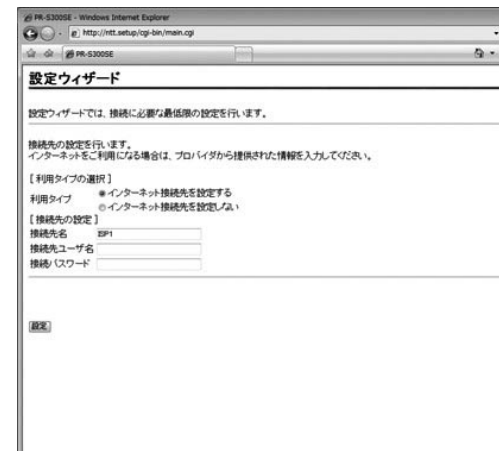 PR-S300SE - Windows Internet Explorer
http://ntt.setup/cgi-bin/main.cgi
PR-S300SE
設定ウィザード
設定ウィザードでは、接続に必要な最低限の設定を行います。
接続先の設定を行います。
インターネットをご利用になる場合は、プロバイダから提供された情報を入力してください。
[利用タイプの選択]
利用タイプ ◉インターネット接続先を設定する
○インターネット接続先を設定しない
[接続先の設定]
接続先名 ISP1
接続先ユーザ名
接続パスワード
設定